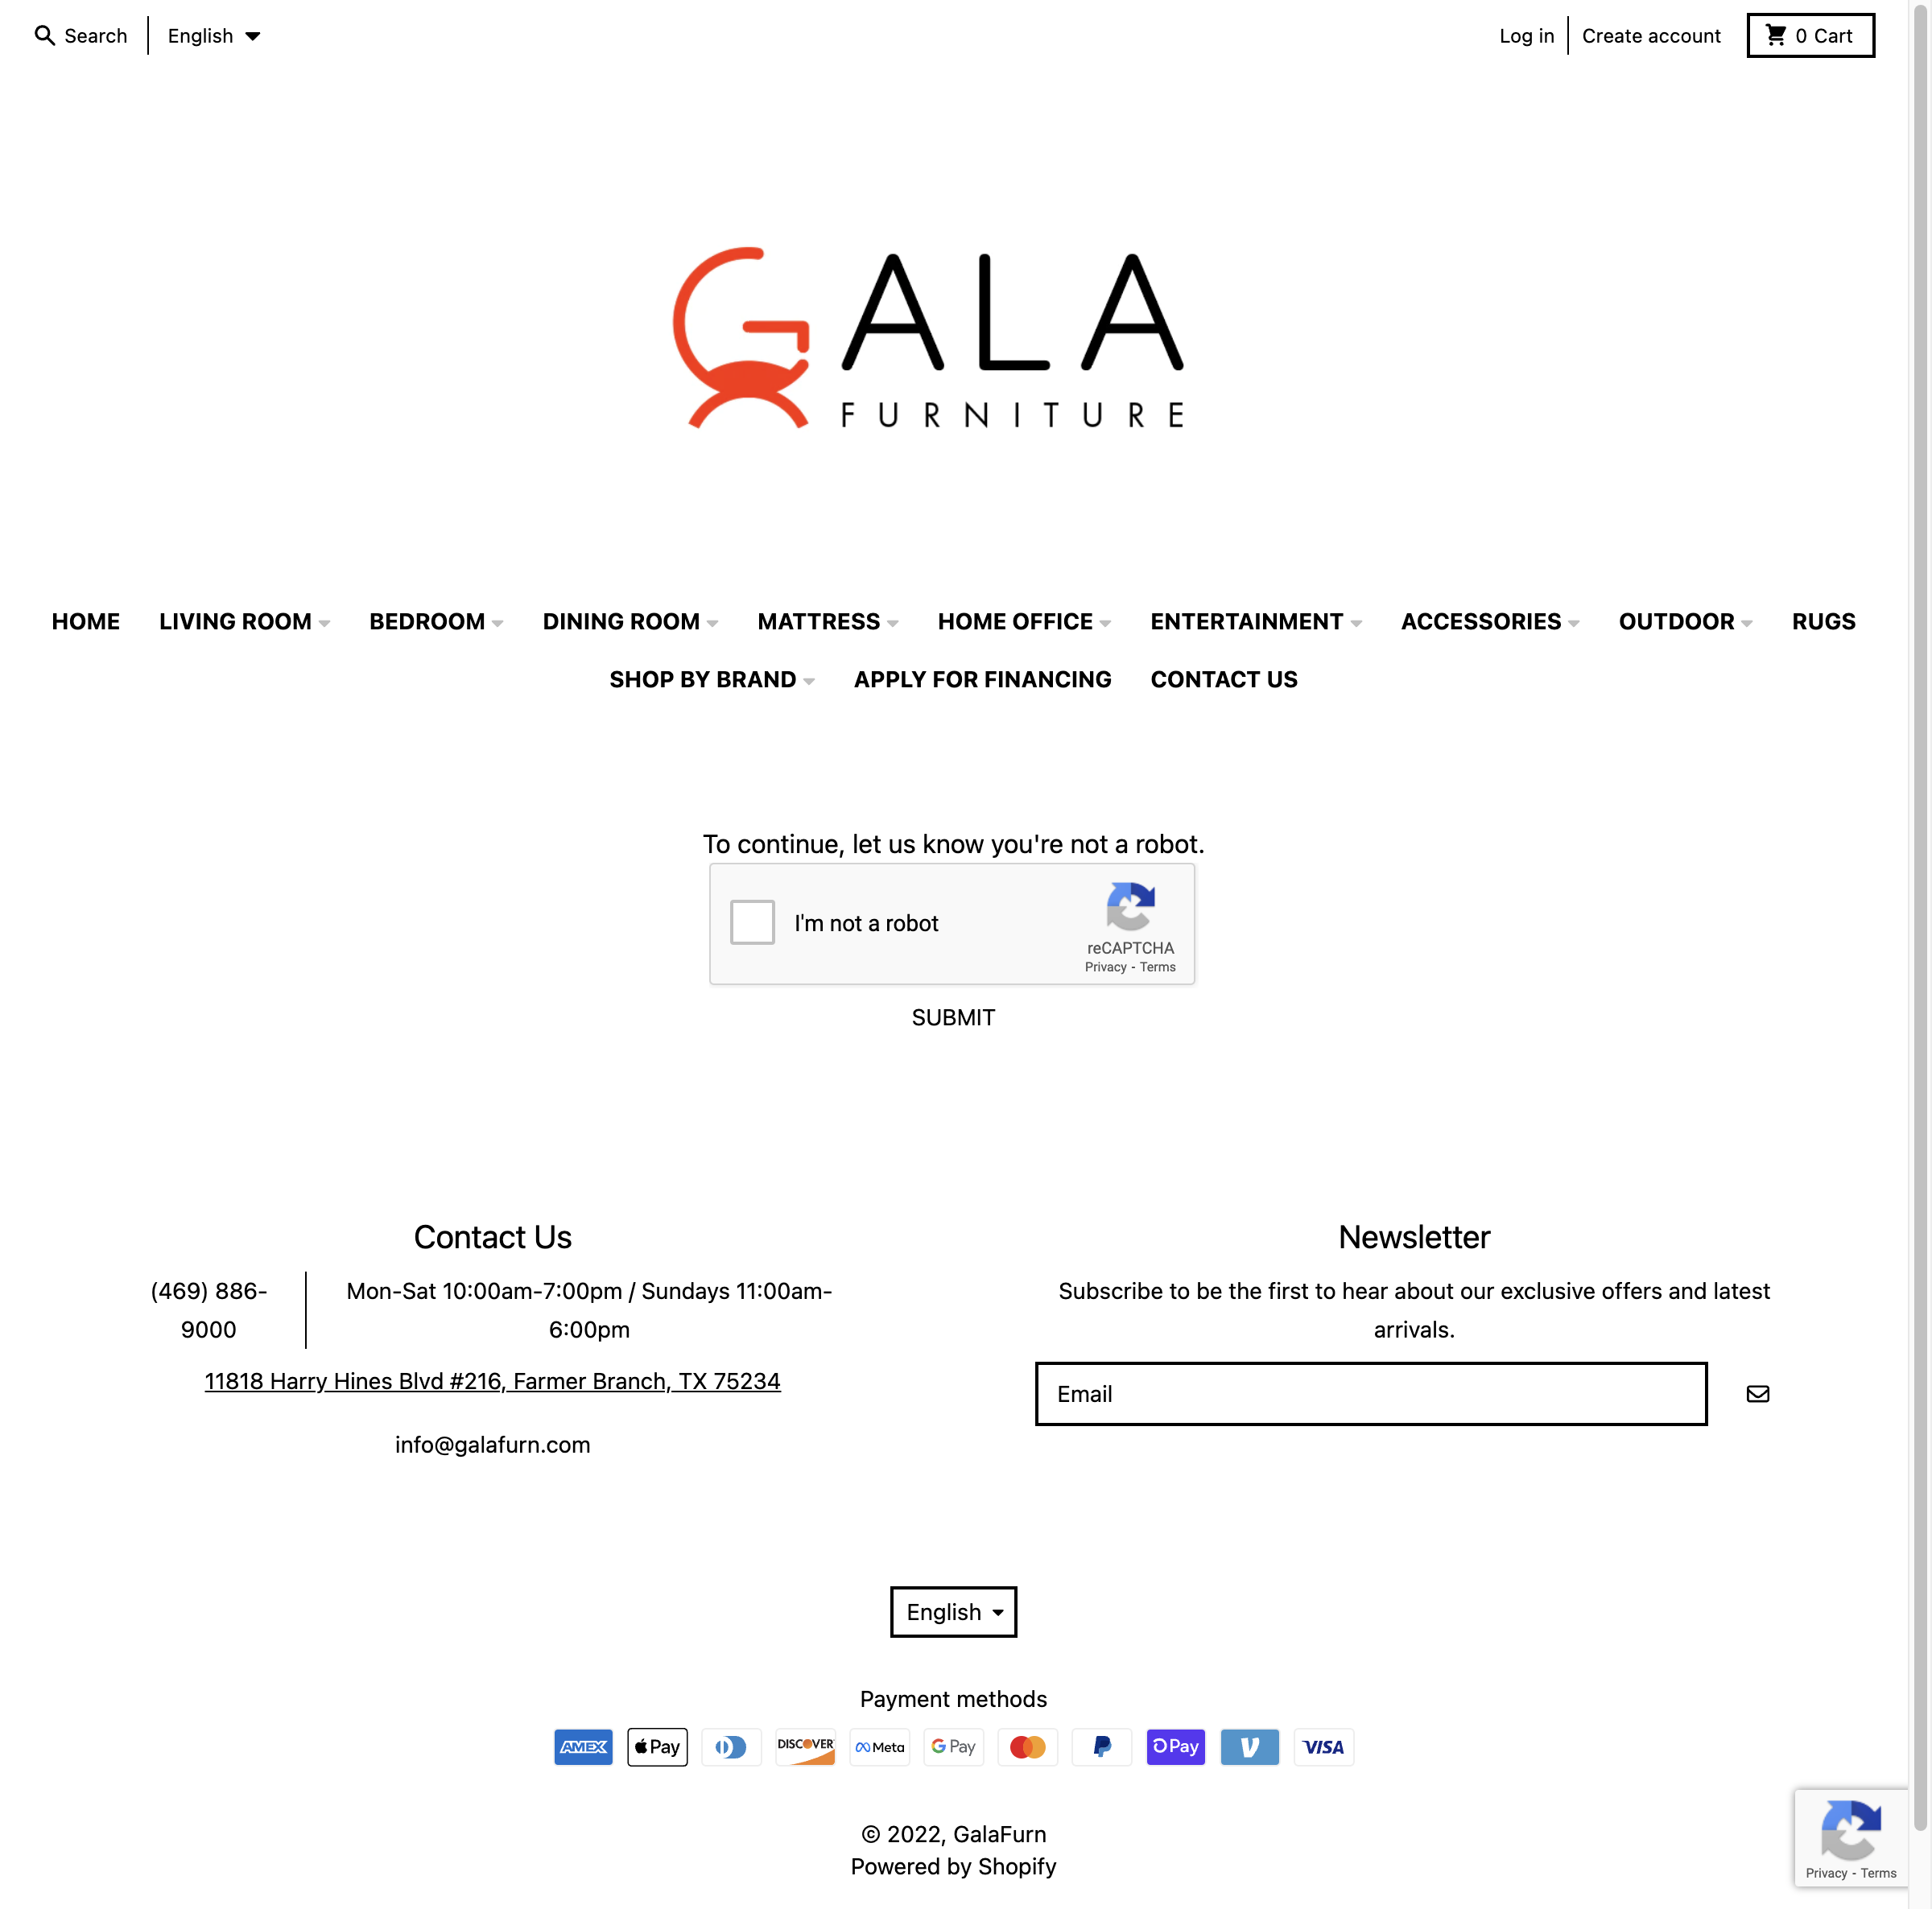 Search English Log in Create account 0 Cart
GALA
FURNITURE
HOME LIVING ROOM BEDROOM DINING ROOM MATTRESS HOME OFFICE ENTERTAINMENT ACCESSORIES OUTDOOR RUGS
SHOP BY BRAND APPLY FOR FINANCING CONTACT US
To continue, let us know you're not a robot.
I'm not a robot
reCAPTCHA
Privacy - Terms
SUBMIT
Contact Us
(469) 886-
9000
Mon-Sat 10:00am-7:00pm / Sundays 11:00am-
6:00pm
11818 Harry Hines Blvd #216, Farmer Branch, TX 75234
info@galafurn.com
Newsletter
Subscribe to be the first to hear about our exclusive offers and latest
arrivals.
Email
English
Payment methods
AMEX Pay DISCOVER Meta G Pay Pay V VISA
© 2022, GalaFurn
Powered by Shopify
Privacy - Terms